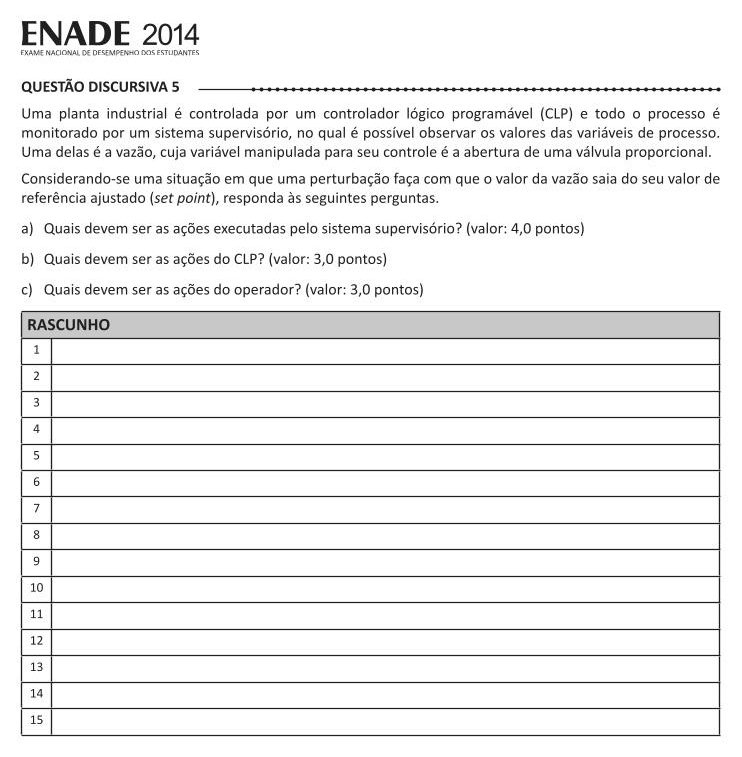 ENADE 2014
EXAME NACIONAL DE DESEMPENHO DOS ESTUDANTES
QUESTÃO DISCURSIVA 5
Uma planta industrial é controlada por um controlador lógico programável (CLP) e todo o processo é
monitorado por um sistema supervisório, no qual é possível observar os valores das variáveis de processo.
Uma delas é a vazão, cuja variável manipulada para seu controle é a abertura de uma válvula proporcional.
Considerando-se uma situação em que uma perturbação faça com que o valor da vazão saia do seu valor de
referência ajustado (set point), responda às seguintes perguntas.
a) Quais devem ser as ações executadas pelo sistema supervisório? (valor: 4,0 pontos)
b) Quais devem ser as ações do CLP? (valor: 3,0 pontos)
c) Quais devem ser as ações do operador? (valor: 3,0 pontos)
RASCUNHO
1
2
3
4
5
6
7
8
9
10
11
12
13
14
15